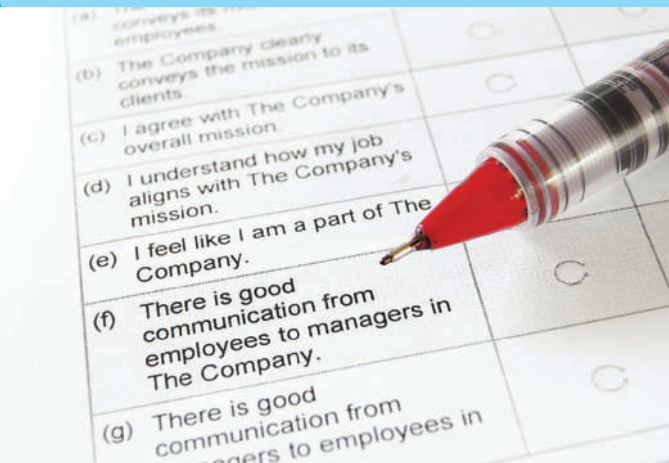 (a)
conveys its
employees.
(b) The Company clearly
conveys the mission to its
clients.
(c) I agree with The Company's
overall mission.
(d) I understand how my job
aligns with The Company's
mission.
(e) I feel like I am a part of The
Company.
(f) There is good
communication from
employees to managers in
The Company.
(g) There is good
communication from
managers to employees in